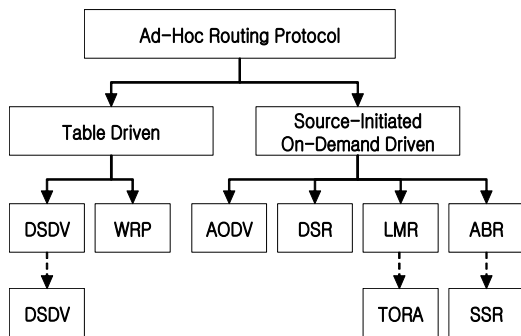 Ad-Hoc Routing Protocol
Table Driven
Source-Initiated
On-Demand Driven
DSDV
WRP
AODV
DSR
LMR
ABR
DSDV
TORA
SSR